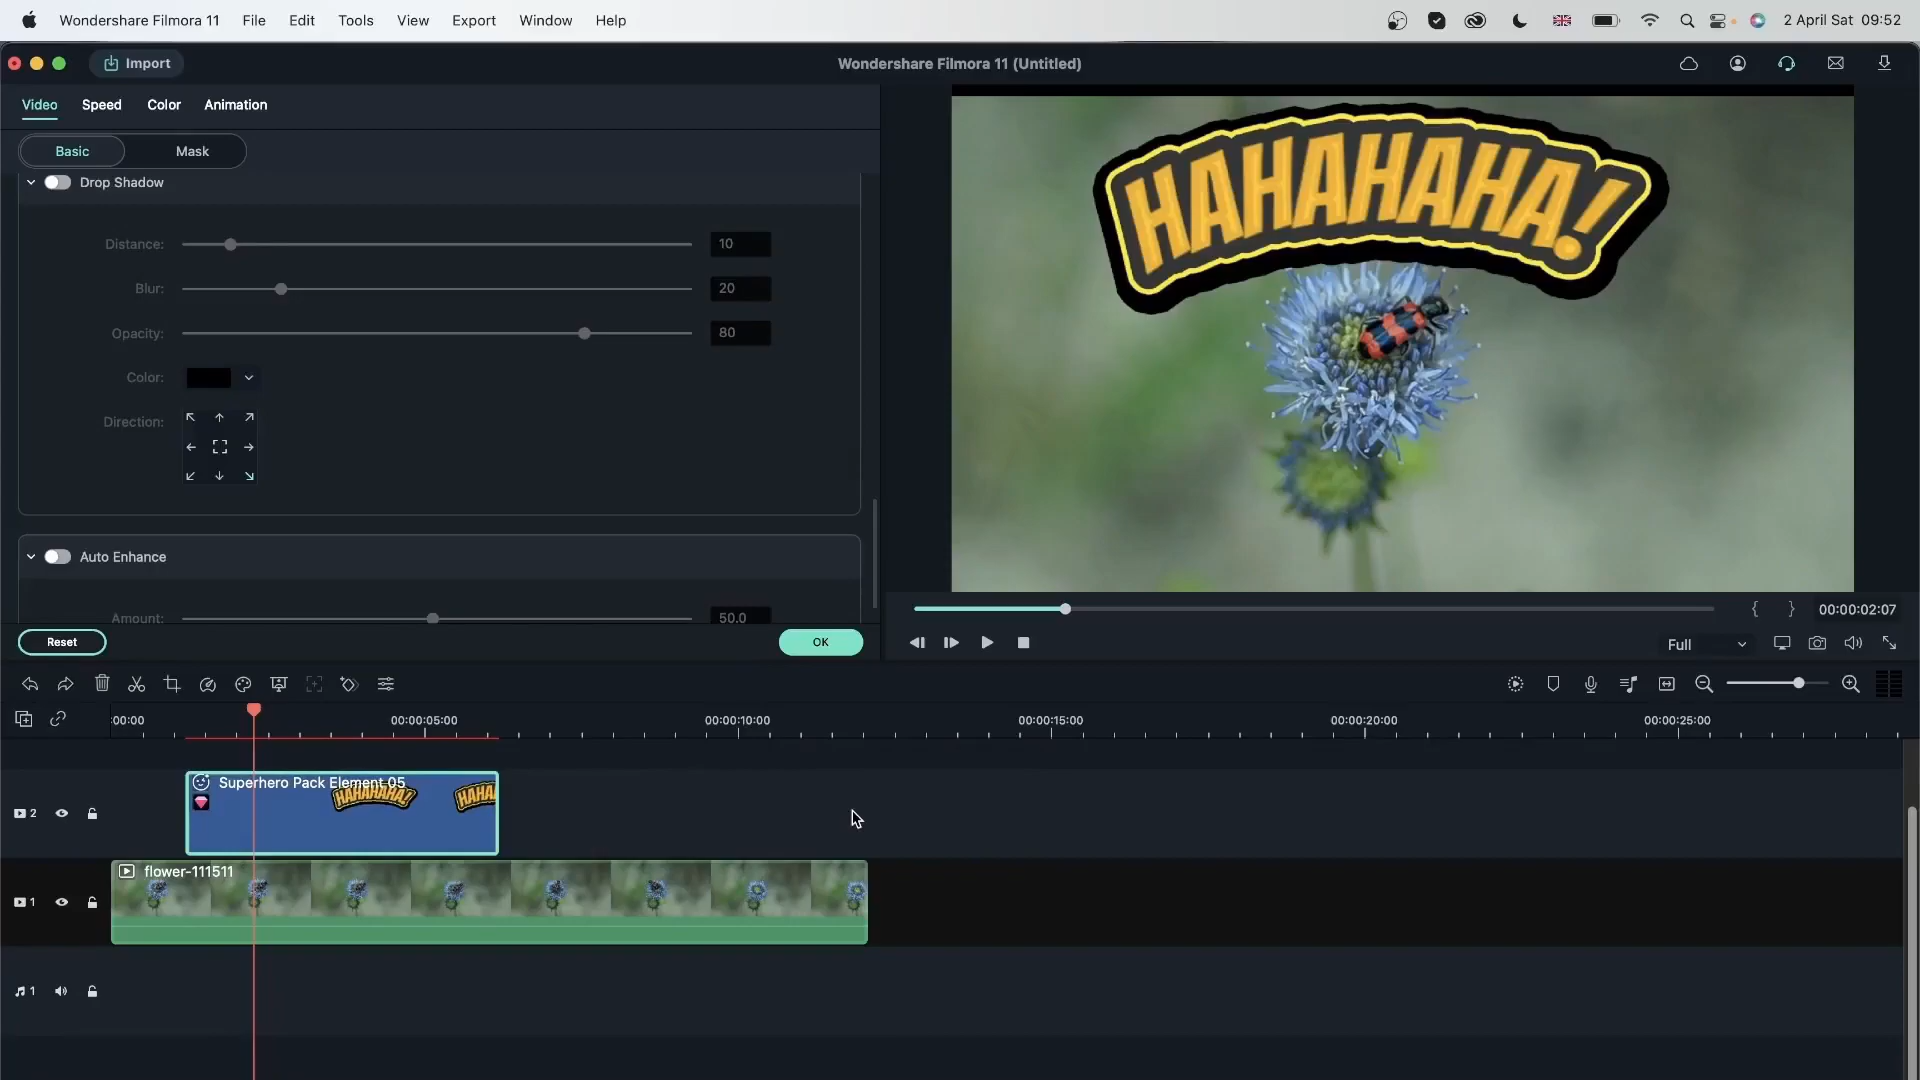 Wondershare Filmora 11 File Edit Tools View Export Window Help 2 April Sat 09:52
Import Wondershare Filmora 11 (Untitled)
Video Speed Color Animation
Basic Mask
Drop Shadow
Distance: 10
Blur: 20
Opacity: 80
Color:
Direction:
Auto Enhance
Amount: 50.0
Reset OK
HAHAHAHA!
{ } 00:00:02:07
Full
:00:00 00:00:05:00 00:00:10:00 00:00:15:00 00:00:20:00 00:00:25:00
2 Superhero Pack Element 05
HAHAHAHA! HAHA
1 flower-111511
1